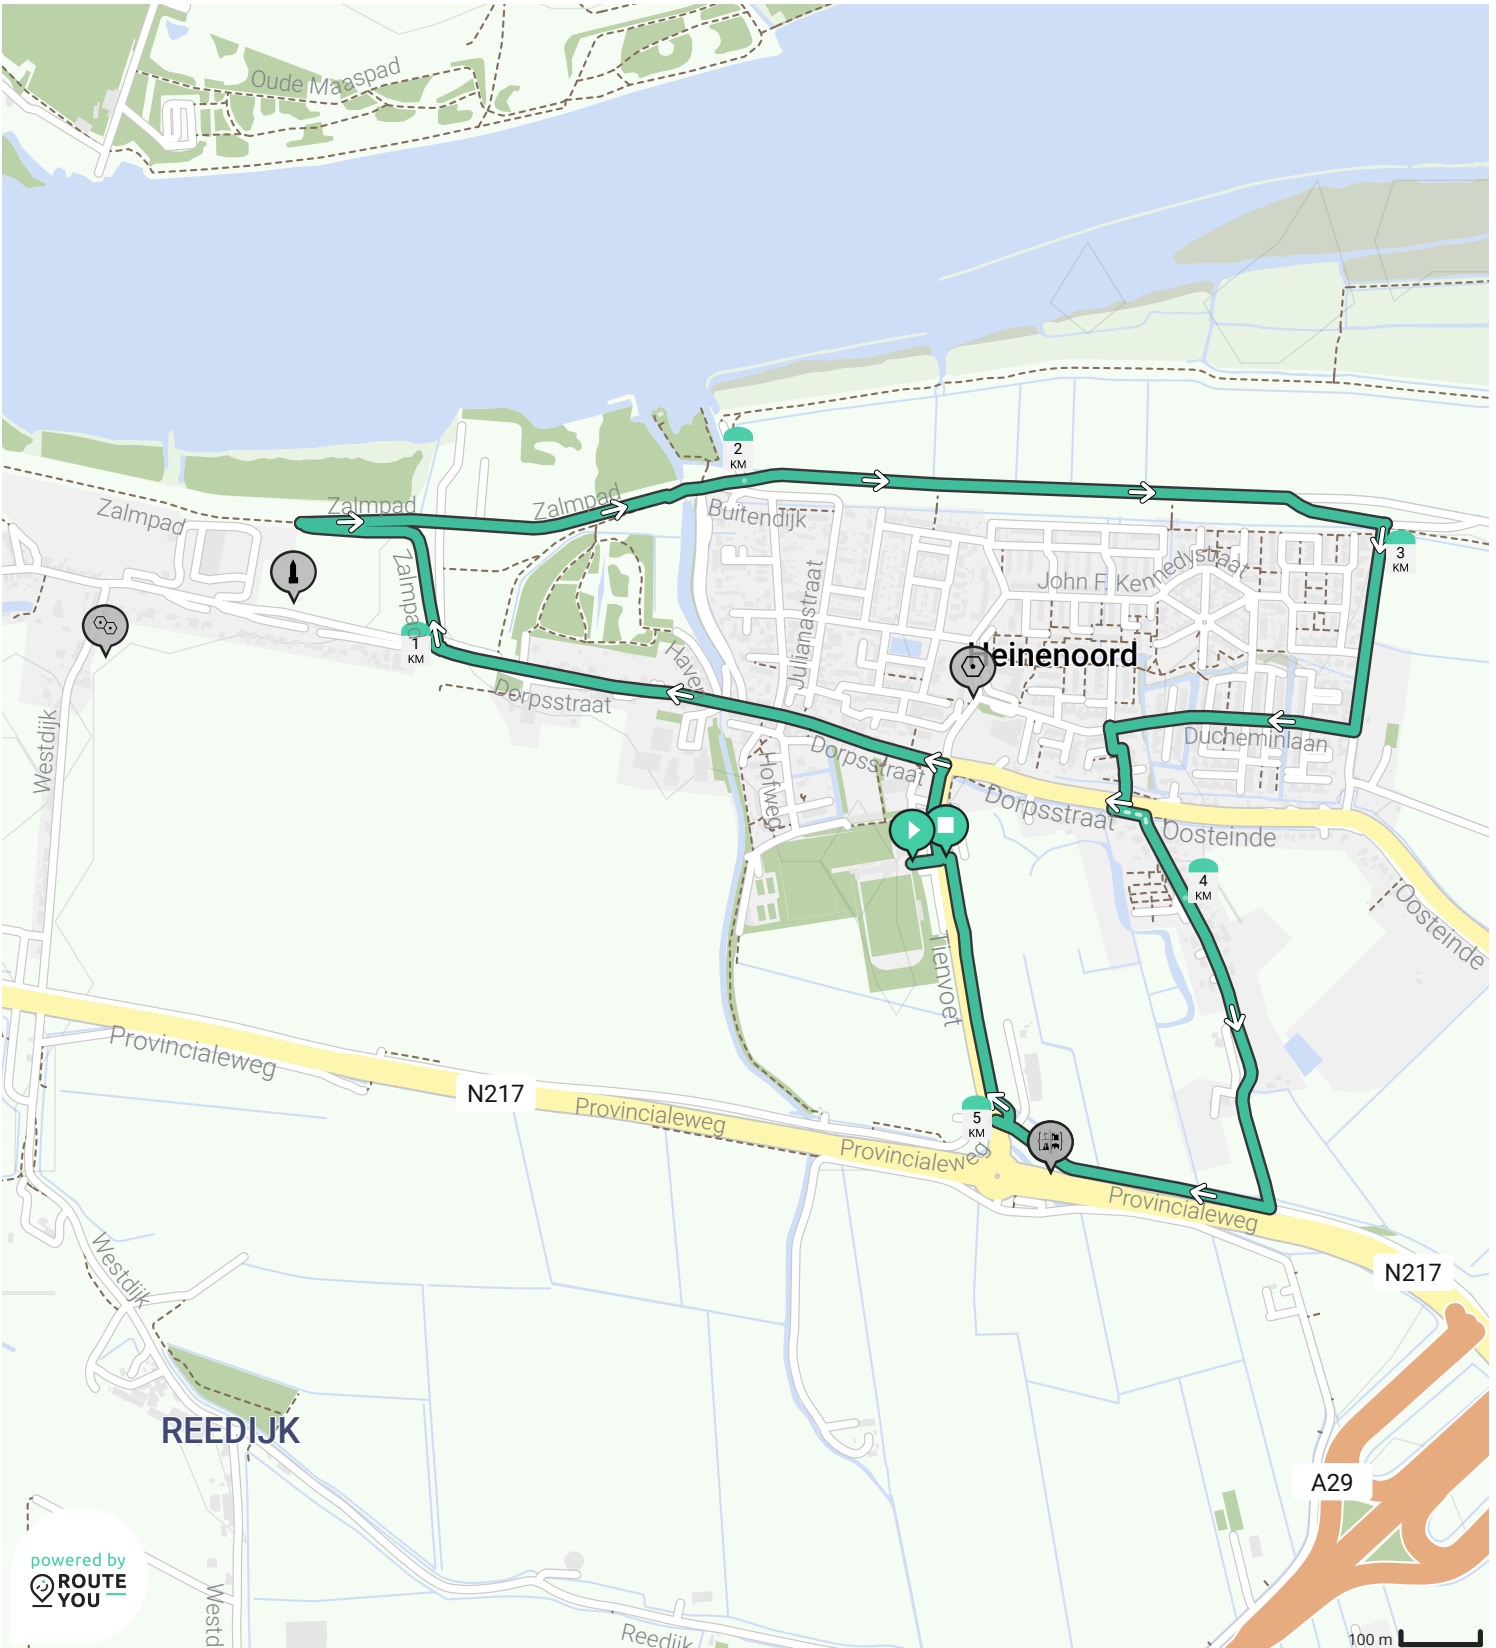 Oude Maaspad
2
KM
Zalmpad
Zalmpad
Zalmpad
Buitendijk
3
KM
Zalmpad
John F. Kennedystraat
Julianastraat
1
KM
Heinenoord
Haven
Dorpsstraat
Westdijk
Ducheminlaan
Dorpsstraat
Hofweg
Dorpsstraat
Oosteinde
4
KM
Oosteinde
Tienvoet
Provincialeweg
N217
Provincialeweg
5
KM
Provincialeweg
Provincialeweg
Westdijk
N217
REEDIJK
A29
powered by
ROUTE
YOU
Westd
Reedijk
100 m